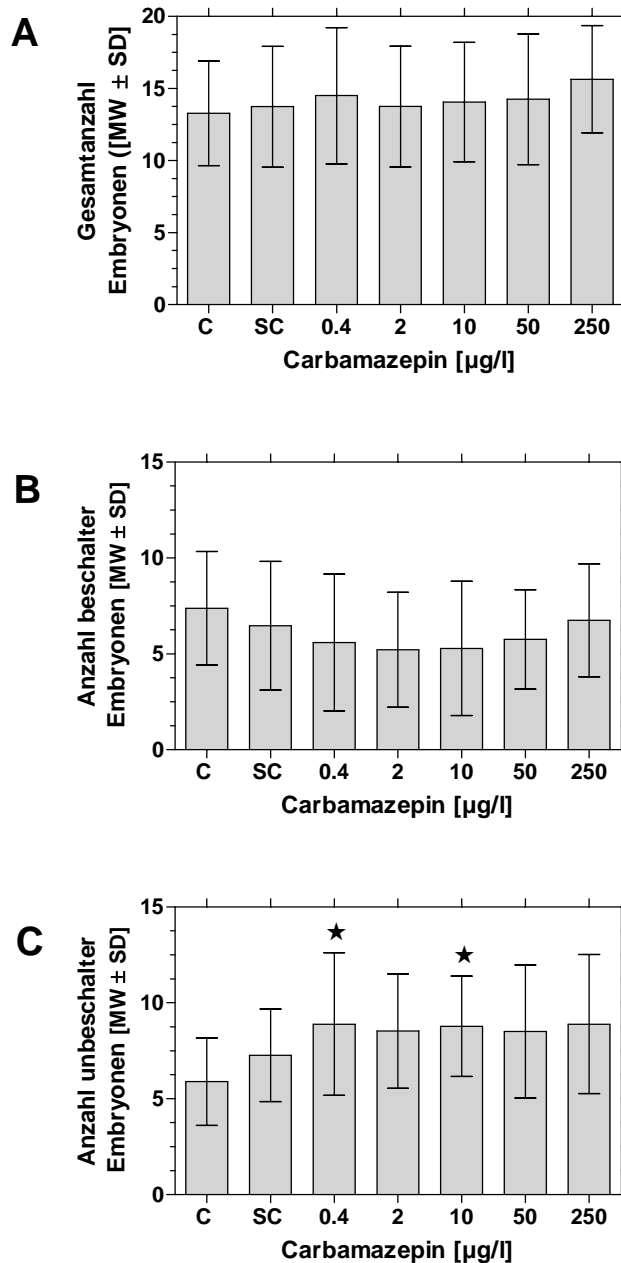 A
Gesamtanzahl
Embryonen ([MW ± SD]
20
15
10
5
0
C SC 0.4 2 10 50 250
Carbamazepin [µg/l]
B
Anzahl beschalter
Embryonen [MW ± SD]
15
10
5
0
C SC 0.4 2 10 50 250
Carbamazepin [µg/l]
C
Anzahl unbeschalter
Embryonen [MW ± SD]
15
10
5
0
C SC 0.4 2 10 50 250
Carbamazepin [µg/l]